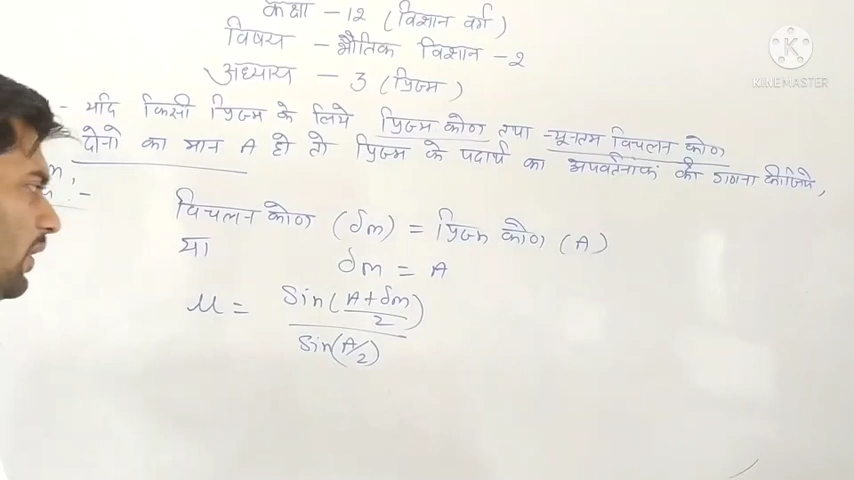 कक्षा - 12 (विज्ञान वर्ग)
विषय - भौतिक विज्ञान - 2
अध्याय - 3 (प्रिज्म)
KINEMASTER
- यदि किसी प्रिज्म के लिये प्रिज्म कोण तथा न्यूनतम विचलन कोण
दोनो का मान A हो तो प्रिज्म के पदार्थ का अपवर्तनांक की गणना कीजिये,
विचलन कोण (δm) = प्रिज्म कोण (A)
या δm = A
μ = sin(A+δm/2) / sin(A/2)